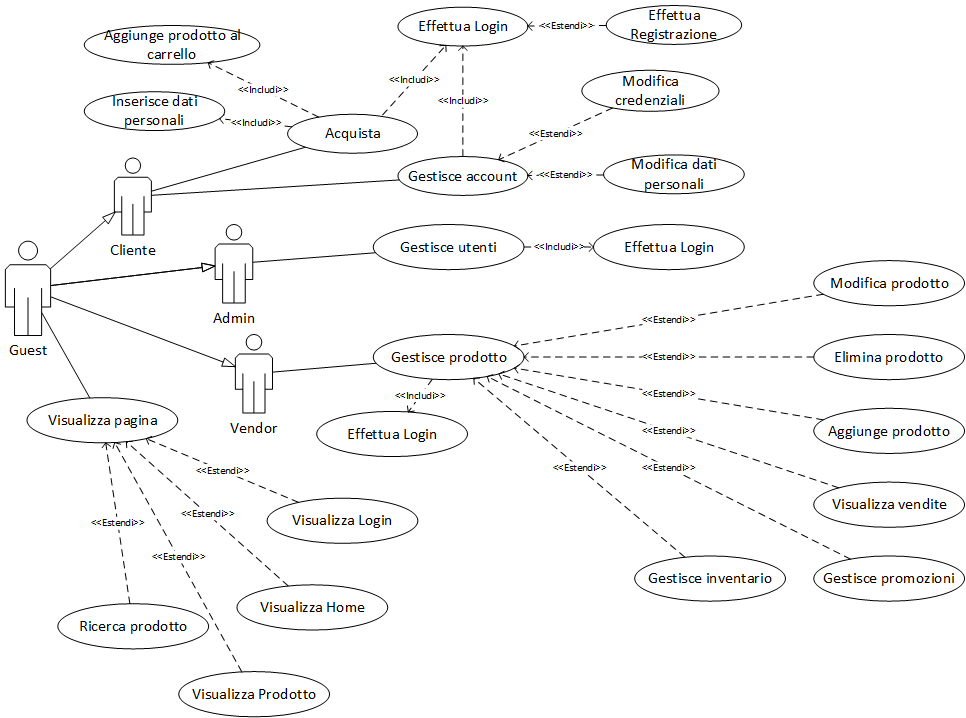 Effettua Login
<<Estendi>>
Effettua
Registrazione
Aggiunge prodotto al
carrello
<<Includi>>
<<Includi>>
<<Includi>>
Modifica
credenziali
Inserisce dati
personali
<<Includi>>
Acquista
<<Estendi>>
Gestisce account
<<Estendi>>
Modifica dati
personali
Cliente
Gestisce utenti
<<Includi>>
Effettua Login
Admin
Guest
Modifica prodotto
<<Estendi>>
Gestisce prodotto
<<Estendi>>
Elimina prodotto
<<Includi>>
<<Estendi>>
Visualizza pagina
Vendor
Effettua Login
<<Estendi>>
Aggiunge prodotto
<<Estendi>>
<<Estendi>>
<<Estendi>>
Visualizza vendite
<<Estendi>>
<<Estendi>>
Visualizza Login
<<Estendi>>
Gestisce inventario
Gestisce promozioni
Visualizza Home
Ricerca prodotto
Visualizza Prodotto